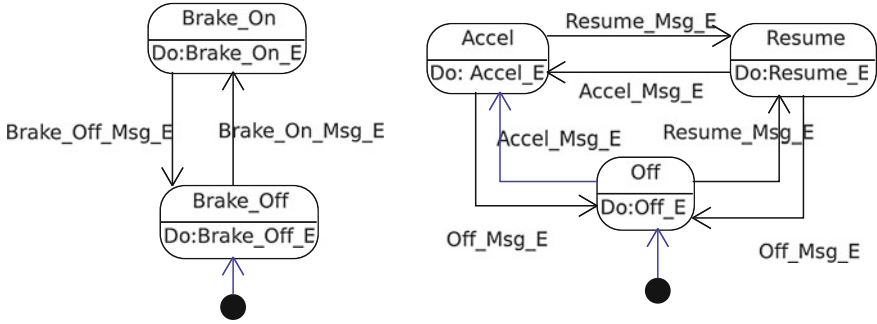 Brake_On
Do:Brake_On_E
Brake_Off_Msg_E
Brake_On_Msg_E
Brake_Off
Do:Brake_Off_E
Resume_Msg_E
Accel
Do: Accel_E
Resume
Do:Resume_E
Accel_Msg_E
Accel_Msg_E
Resume_Msg_E
Off
Do:Off_E
Off_Msg_E
Off_Msg_E